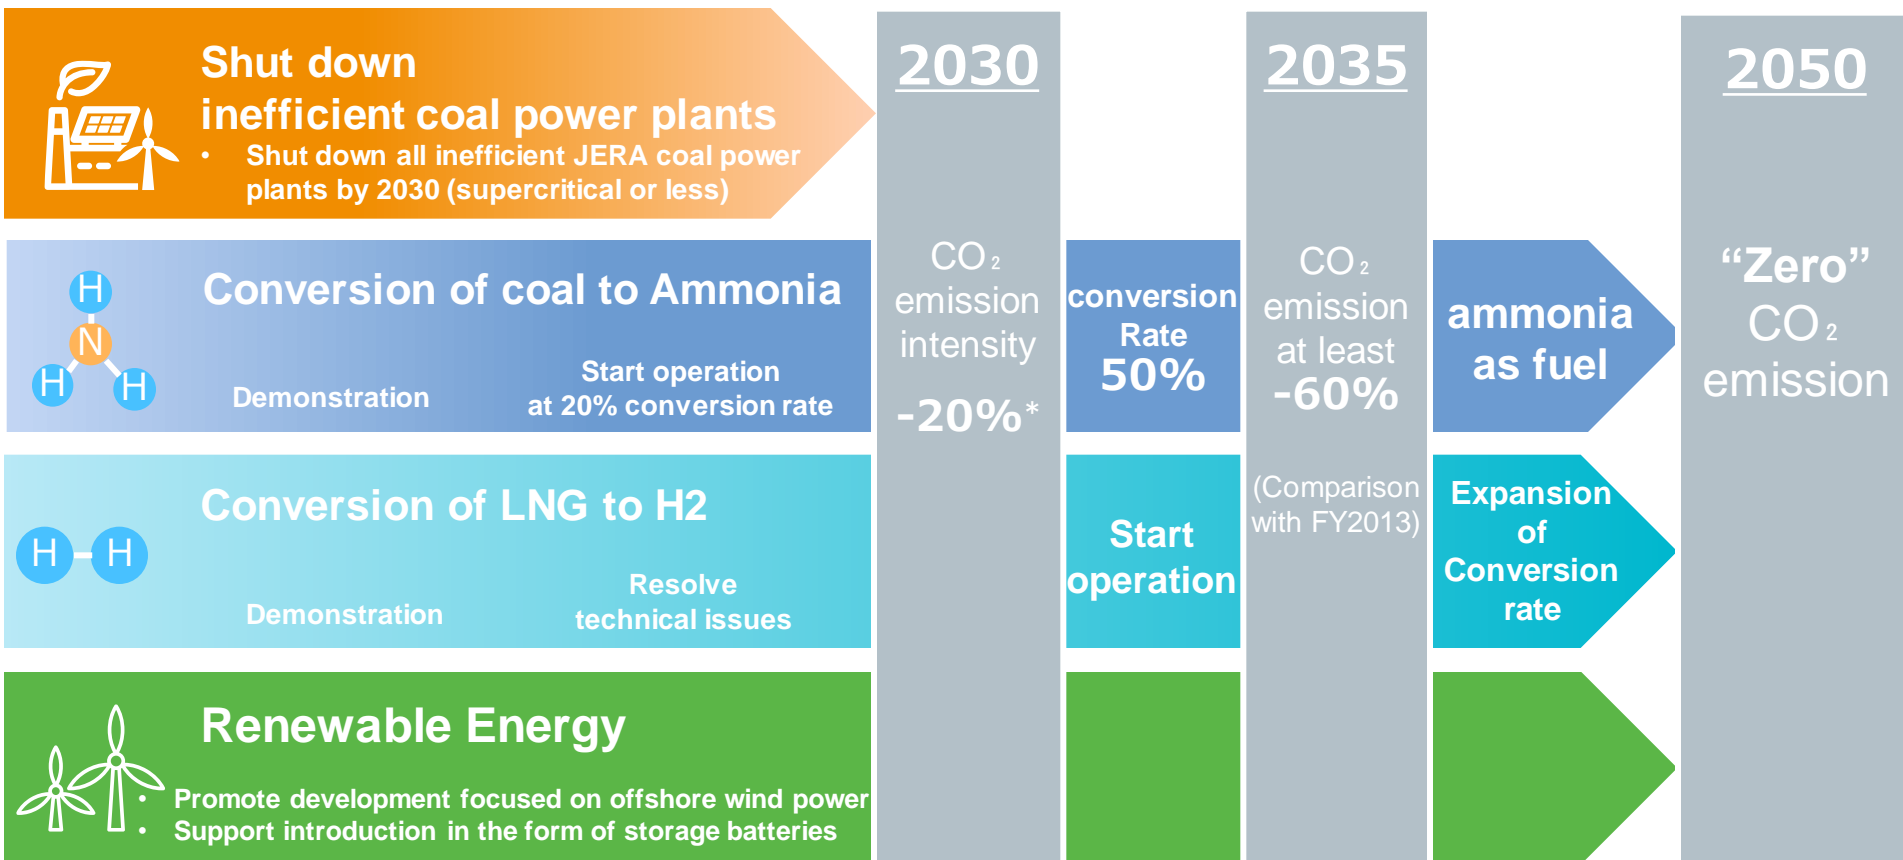 Shut down
inefficient coal power plants
• Shut down all inefficient JERA coal power
plants by 2030 (supercritical or less)
H
N
H
H
Conversion of coal to Ammonia
Demonstration
Start operation
at 20% conversion rate
H
H
Conversion of LNG to H2
Demonstration
Resolve
technical issues
Renewable Energy
• Promote development focused on offshore wind power
• Support introduction in the form of storage batteries
2030
CO₂
emission
intensity
-20%*
conversion
Rate
50%
Start
operation
2035
CO₂
emission
at least
-60%
(Comparison
with FY2013)
ammonia
as fuel
Expansion
of
Conversion
rate
2050
“Zero”
CO₂
emission